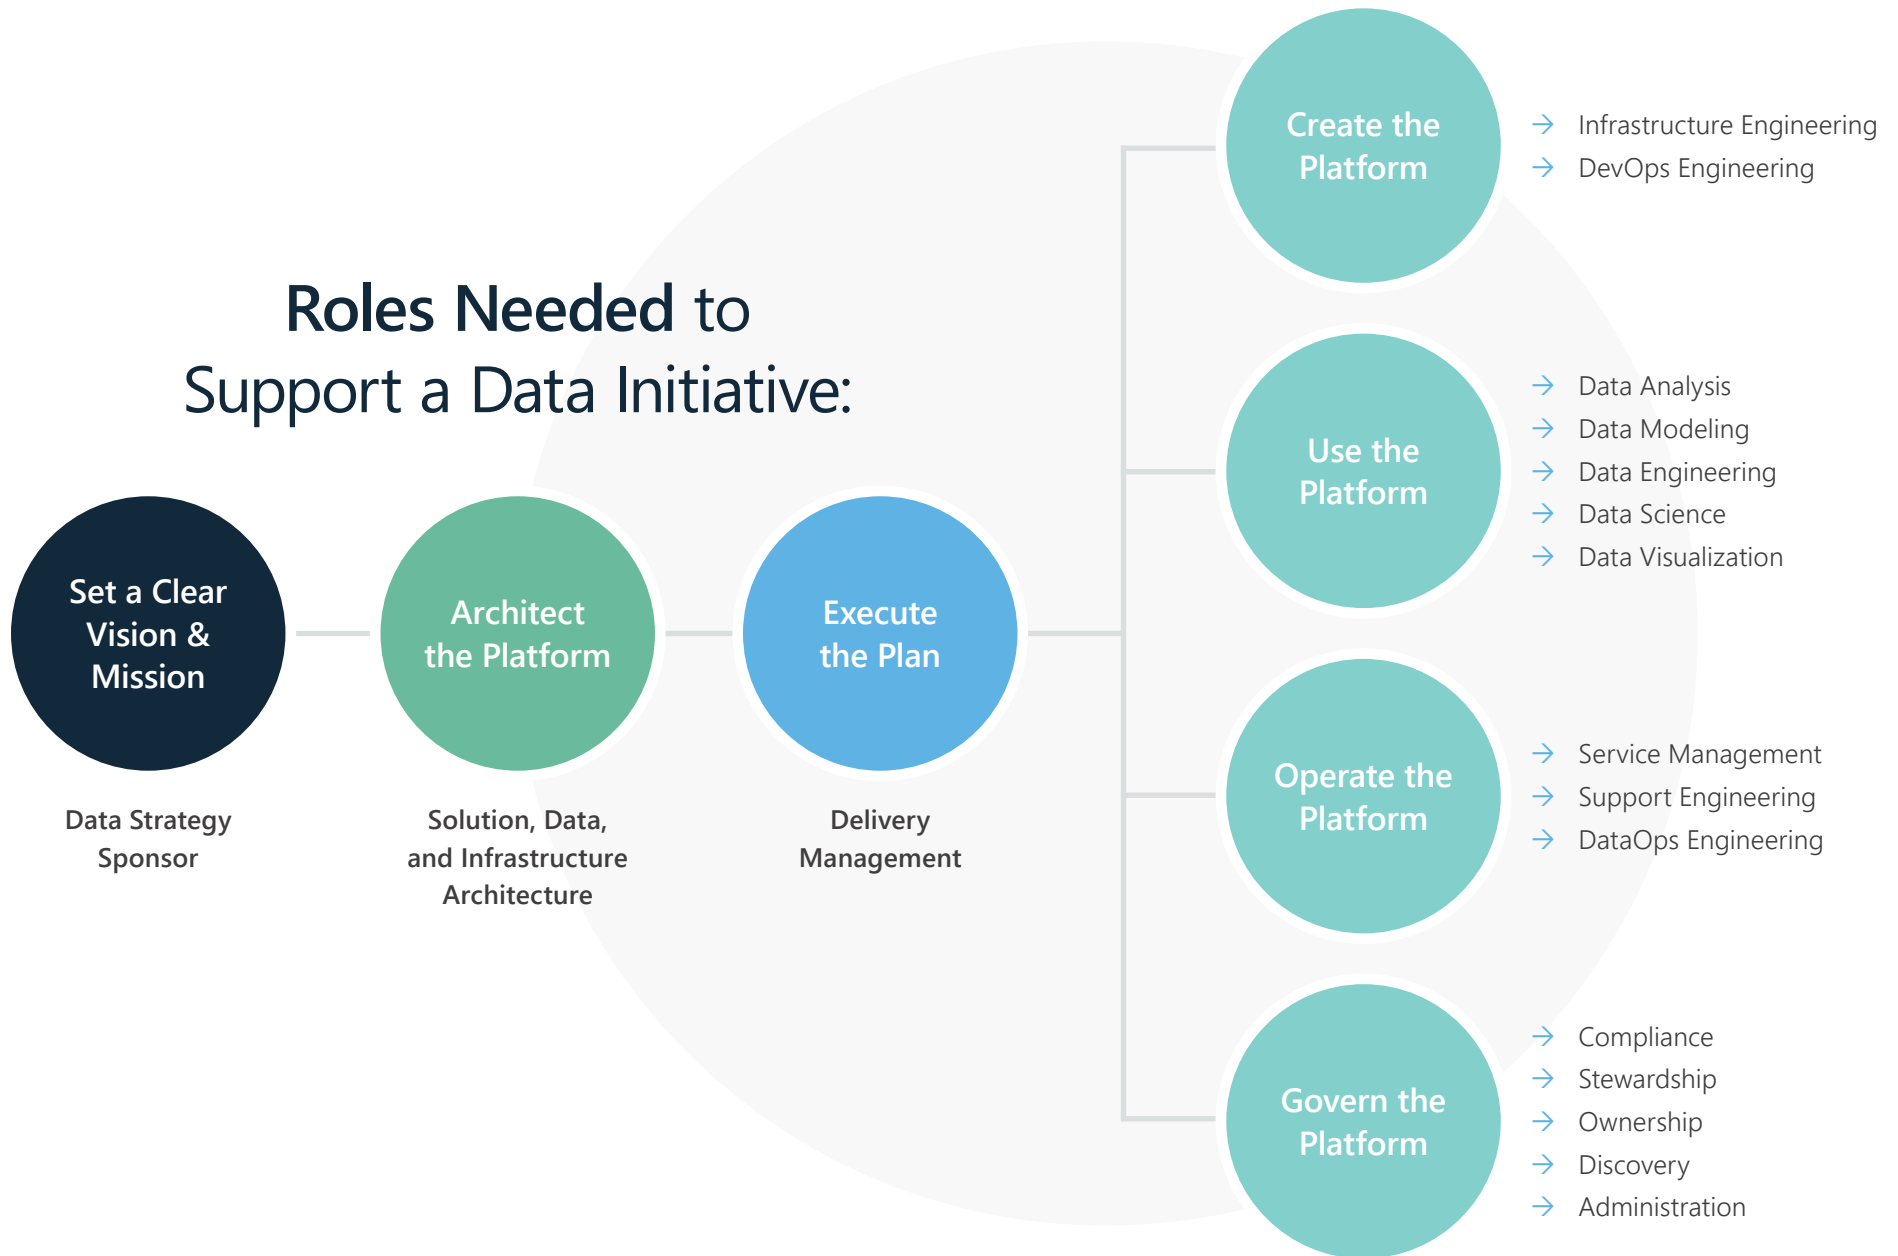 Roles Needed to
Support a Data Initiative:
Set a Clear
Vision &
Mission
Data Strategy
Sponsor
Architect
the Platform
Solution, Data,
and Infrastructure
Architecture
Execute
the Plan
Delivery
Management
Create the
Platform
Infrastructure Engineering
DevOps Engineering
Use the
Platform
Data Analysis
Data Modeling
Data Engineering
Data Science
Data Visualization
Operate the
Platform
Service Management
Support Engineering
DataOps Engineering
Govern the
Platform
Compliance
Stewardship
Ownership
Discovery
Administration